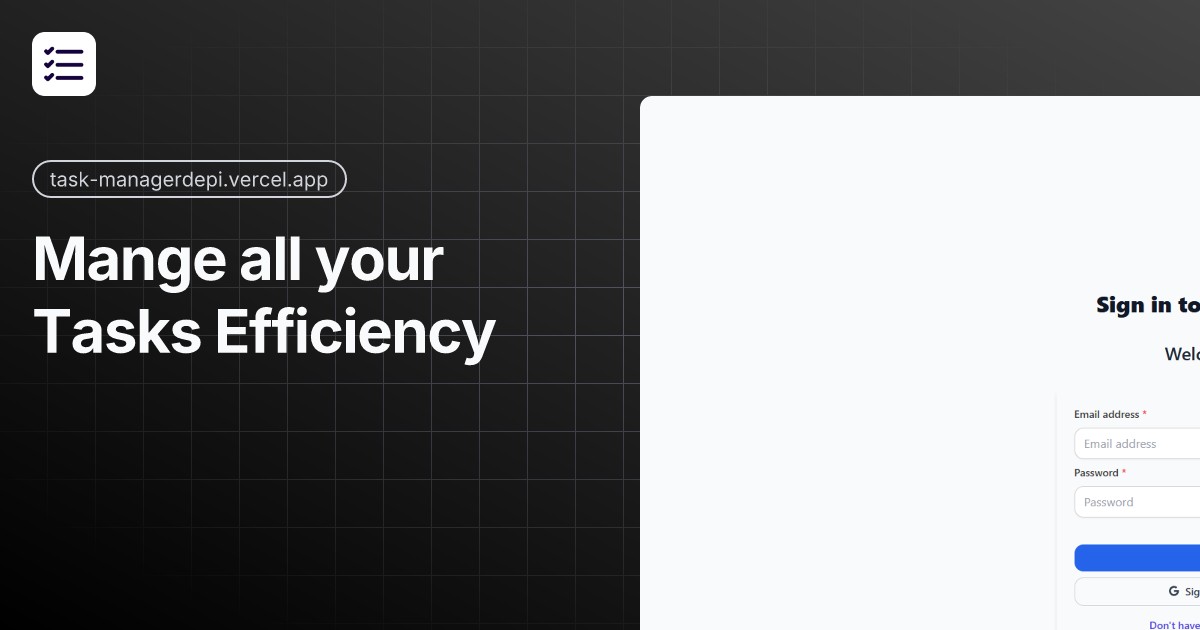 task-managerdepi.vercel.app
Mange all your
Tasks Efficiency
Sign in to
Welc
Email address *
Email address
Password *
Password
G Sig
Don't have